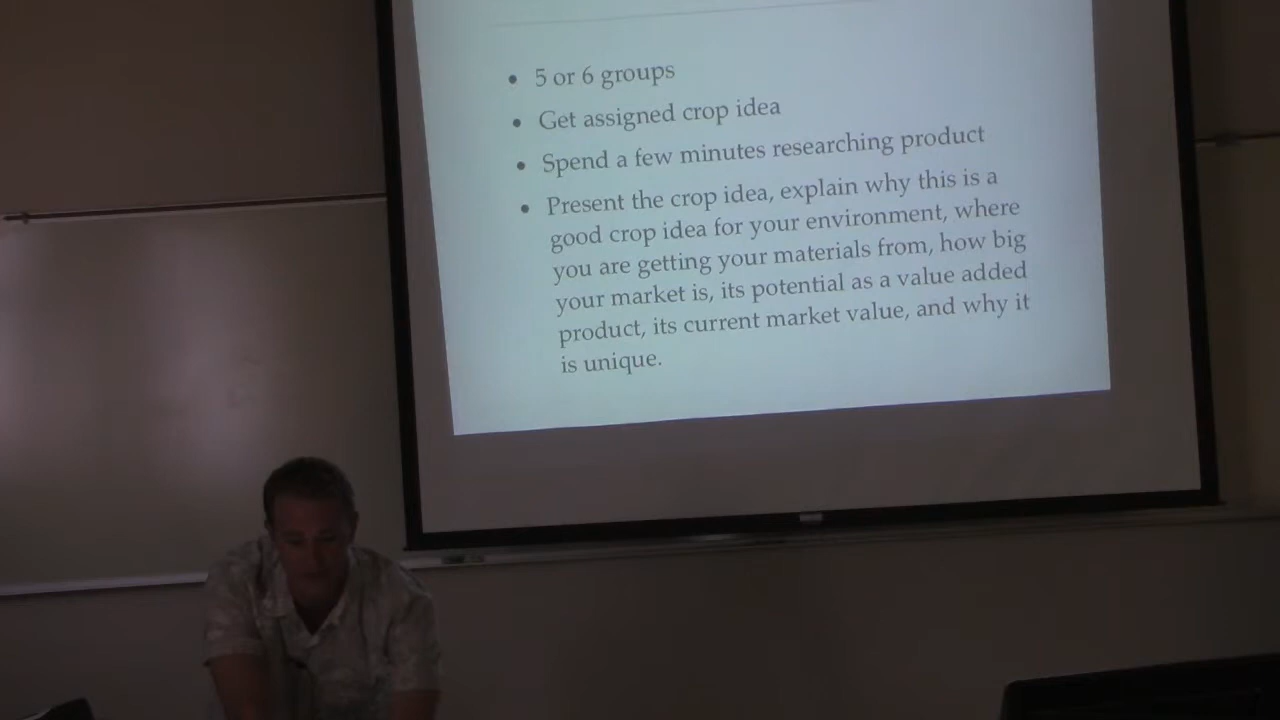 • 5 or 6 groups
• Get assigned crop idea
• Spend a few minutes researching product
• Present the crop idea, explain why this is a
good crop idea for your environment, where
you are getting your materials from, how big
your market is, its potential as a value added
product, its current market value, and why it
is unique.